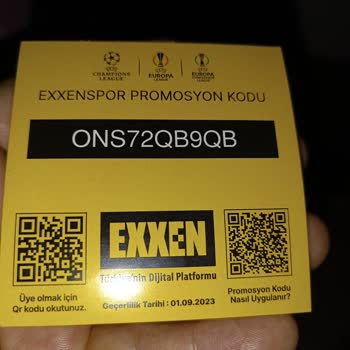 CHAMPIONS
LEAGUE
EUROPA
LEAGUE
EUROPA
CONFERENCE
LEAGUE
EXXENSPOR PROMOSYON KODU
ONS72QB9QB
EXXEN
Türkiye'nin Dijital Platformu
Üye olmak için
Qr kodu okutunuz.
Geçerlilik Tarihi : 01.09.2023
Promosyon Kodu
Nasıl Uygulanır?